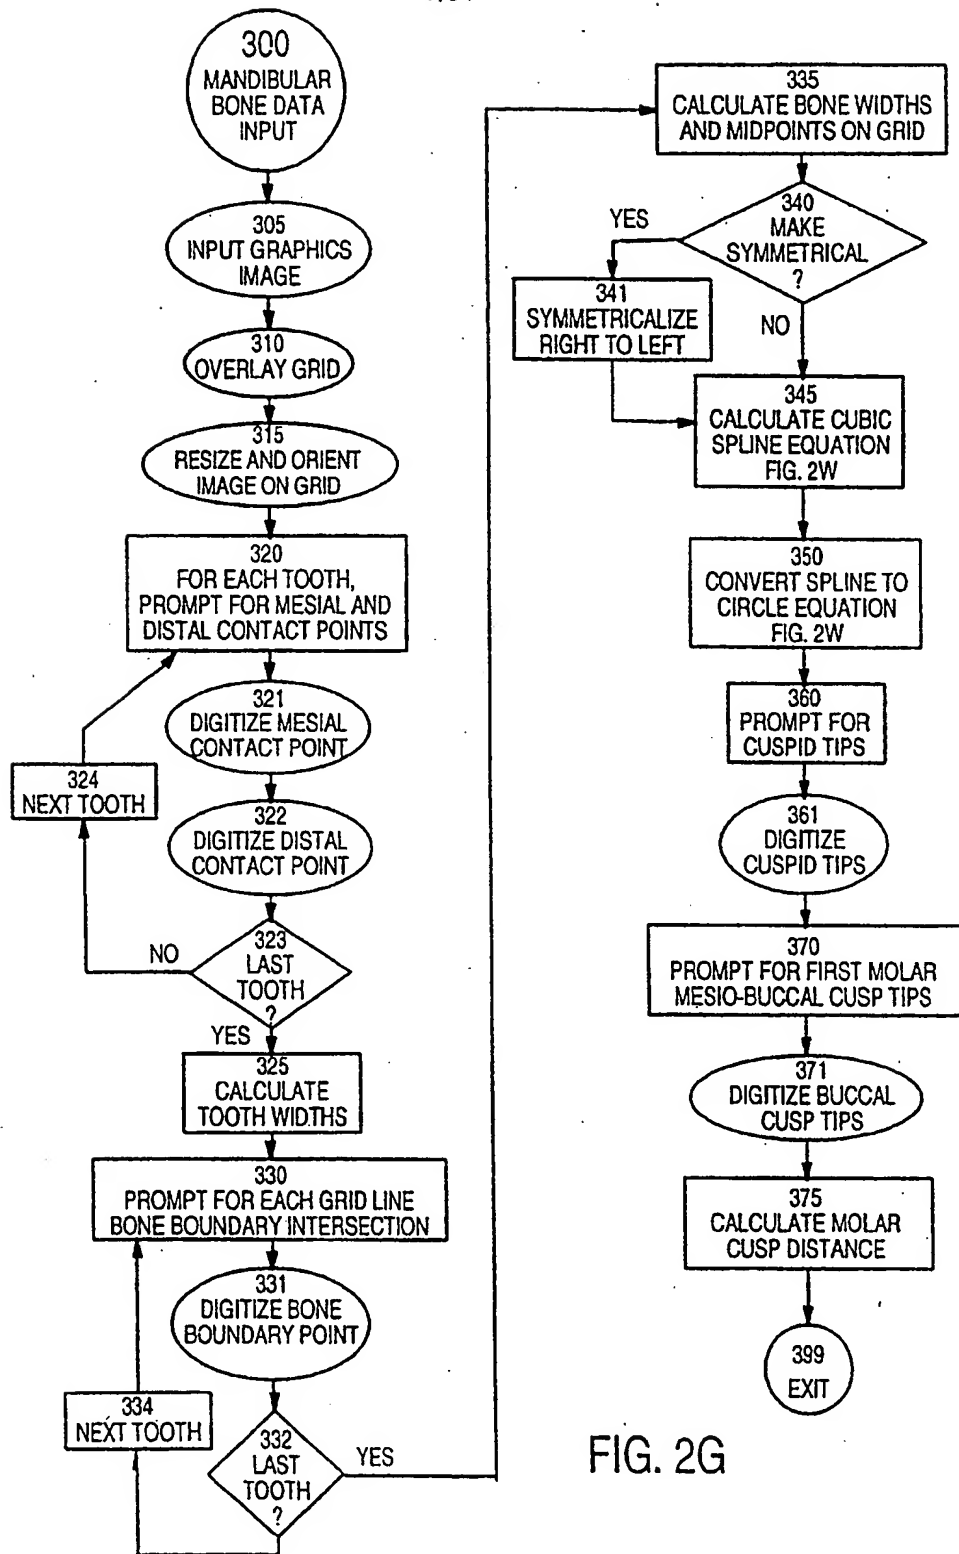 300
MANDIBULAR
BONE DATA
INPUT
305
INPUT GRAPHICS
IMAGE
310
OVERLAY GRID
315
RESIZE AND ORIENT
IMAGE ON GRID
320
FOR EACH TOOTH,
PROMPT FOR MESIAL AND
DISTAL CONTACT POINTS
321
DIGITIZE MESIAL
CONTACT POINT
324
NEXT TOOTH
322
DIGITIZE DISTAL
CONTACT POINT
323
LAST
TOOTH
?
NO
YES
325
CALCULATE
TOOTH WIDTHS
330
PROMPT FOR EACH GRID LINE
BONE BOUNDARY INTERSECTION
331
DIGITIZE BONE
BOUNDARY POINT
334
NEXT TOOTH
332
LAST
TOOTH
?
YES
335
CALCULATE BONE WIDTHS
AND MIDPOINTS ON GRID
340
MAKE
SYMMETRICAL
?
YES
NO
341
SYMMETRICALIZE
RIGHT TO LEFT
345
CALCULATE CUBIC
SPLINE EQUATION
FIG. 2W
350
CONVERT SPLINE TO
CIRCLE EQUATION
FIG. 2W
360
PROMPT FOR
CUSPID TIPS
361
DIGITIZE
CUSPID TIPS
370
PROMPT FOR FIRST MOLAR
MESIO-BUCCAL CUSP TIPS
371
DIGITIZE BUCCAL
CUSP TIPS
375
CALCULATE MOLAR
CUSP DISTANCE
399
EXIT
FIG. 2G